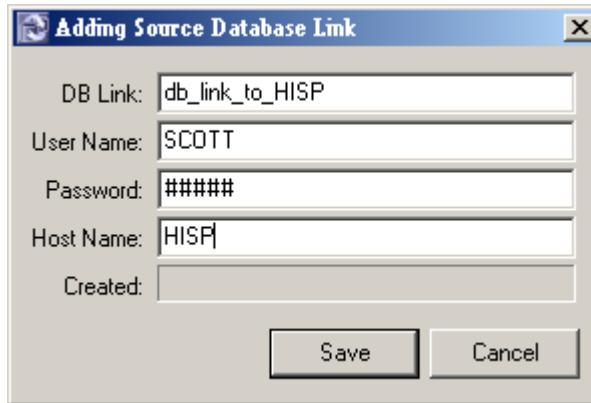 Adding Source Database Link
DB Link: db_link_to_HISP
User Name: SCOTT
Password: #####
Host Name: HISP
Created:
Save Cancel